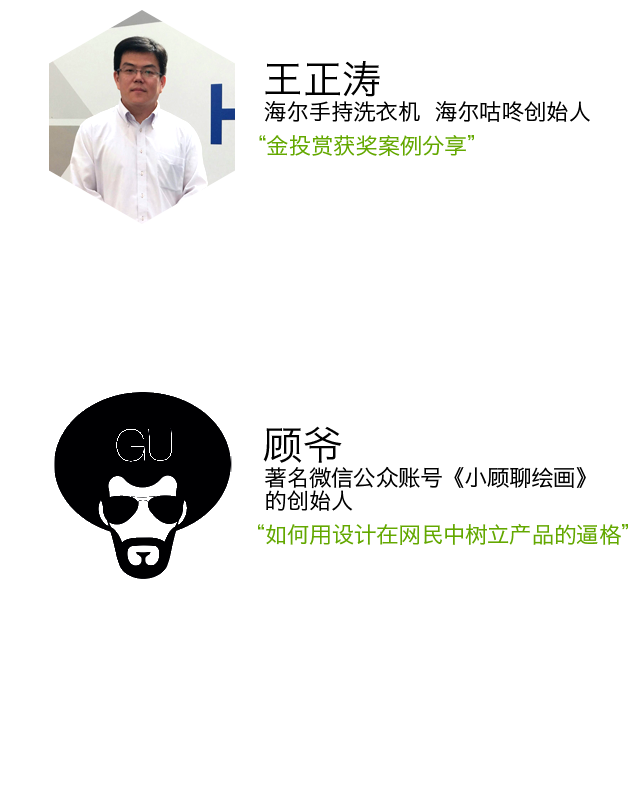 王正涛
海尔手持洗衣机 海尔咕咚创始人
“金投赏获奖案例分享”
GU
顾爷
著名微信公众账号《小顾聊绘画》
的创始人
“如何用设计在网民中树立产品的逼格”